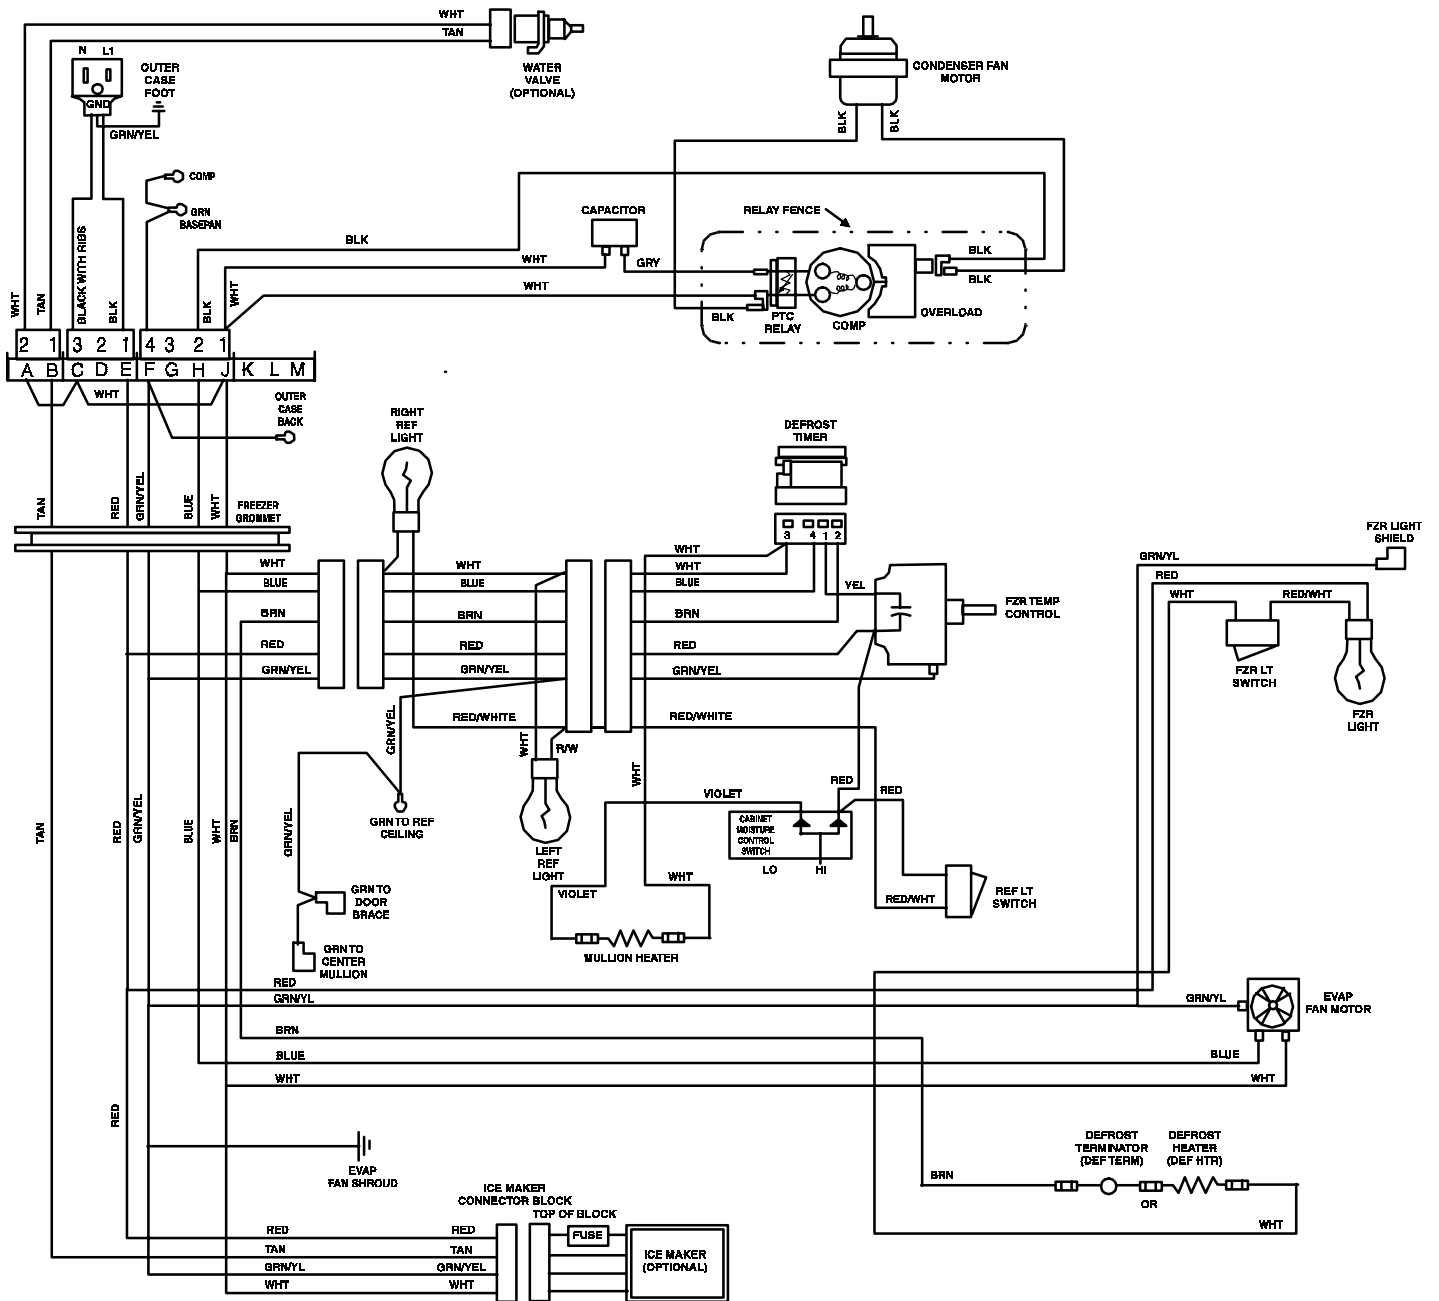 WHT
TAN
N L1
OUTER
CASE
FOOT
GND
GRN/YEL
WATER
VALVE
(OPTIONAL)
CONDENSER FAN
MOTOR
BLK
BLK
COMP
GRN
BASEPAN
CAPACITOR
RELAY FENCE
BLK
WHT
GRY
WHT
BLK
BLK
BLK
PTC
RELAY
COMP
OVERLOAD
WHT
TAN
BLACK WITH RIBS
BLK
BLK
WHT
2 1 3 2 1 4 3 2 1
A B C D E F G H J K L M
WHT
OUTER
CASE
BACK
RIGHT
REF
LIGHT
DEFROST
TIMER
TAN
RED
GRN/YEL
BLUE
WHT
FREEZER
GROMMET
3 4 1 2
FZR LIGHT
SHIELD
WHT
WHT
WHT
WHT
GRN/YL
BLUE
BLUE
BLUE
YEL
RED
WHT
RED/WHT
BRN
BRN
BRN
FZR TEMP
CONTROL
RED
RED
RED
GRN/YEL
GRN/YEL
GRN/YEL
FZR LT
SWITCH
FZR
LIGHT
GRN/YEL
RED/WHITE
RED/WHITE
WHT
R/W
WHT
GRN TO REF
CEILING
VIOLET
RED
RED
TAN
RED
GRN/YEL
BLUE
WHT
BRN
GRN/YEL
CABINET
MOISTURE
CONTROL
SWITCH
LO
HI
LEFT
REF
LIGHT
VIOLET
WHT
RED/WHT
REF LT
SWITCH
GRN TO
DOOR
BRACE
GRN TO
CENTER
MULLION
MULLION HEATER
RED
GRN/YL
GRN/YL
EVAP
FAN MOTOR
BRN
BLUE
BLUE
WHT
WHT
RED
EVAP
FAN SHROUD
DEFROST
TERMINATOR
(DEF TERM)
DEFROST
HEATER
(DEF HTR)
BRN
OR
WHT
ICE MAKER
CONNECTOR BLOCK
TOP OF BLOCK
RED
RED
FUSE
TAN
TAN
GRN/YL
GRN/YEL
WHT
WHT
ICE MAKER
(OPTIONAL)